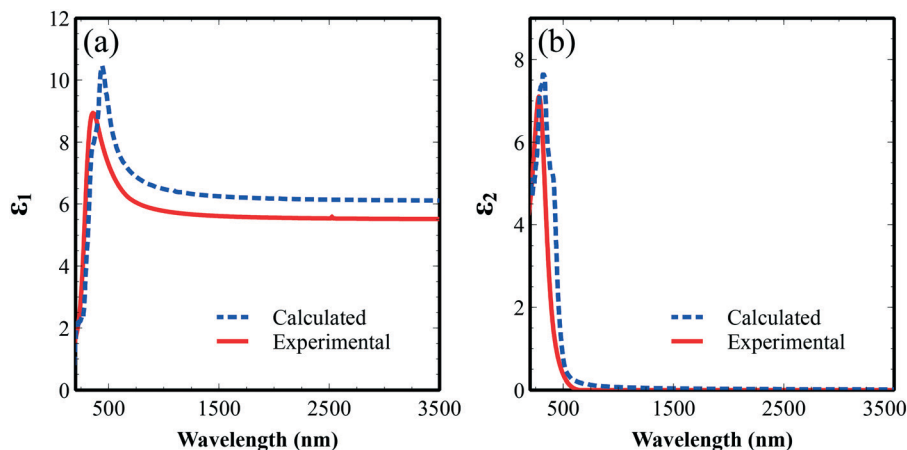 (a)
12
10
8
6
4
2
0
ε1
Calculated
Experimental
500
1500
2500
3500
Wavelength (nm)
(b)
8
6
4
2
0
ε2
Calculated
Experimental
500
1500
2500
3500
Wavelength (nm)